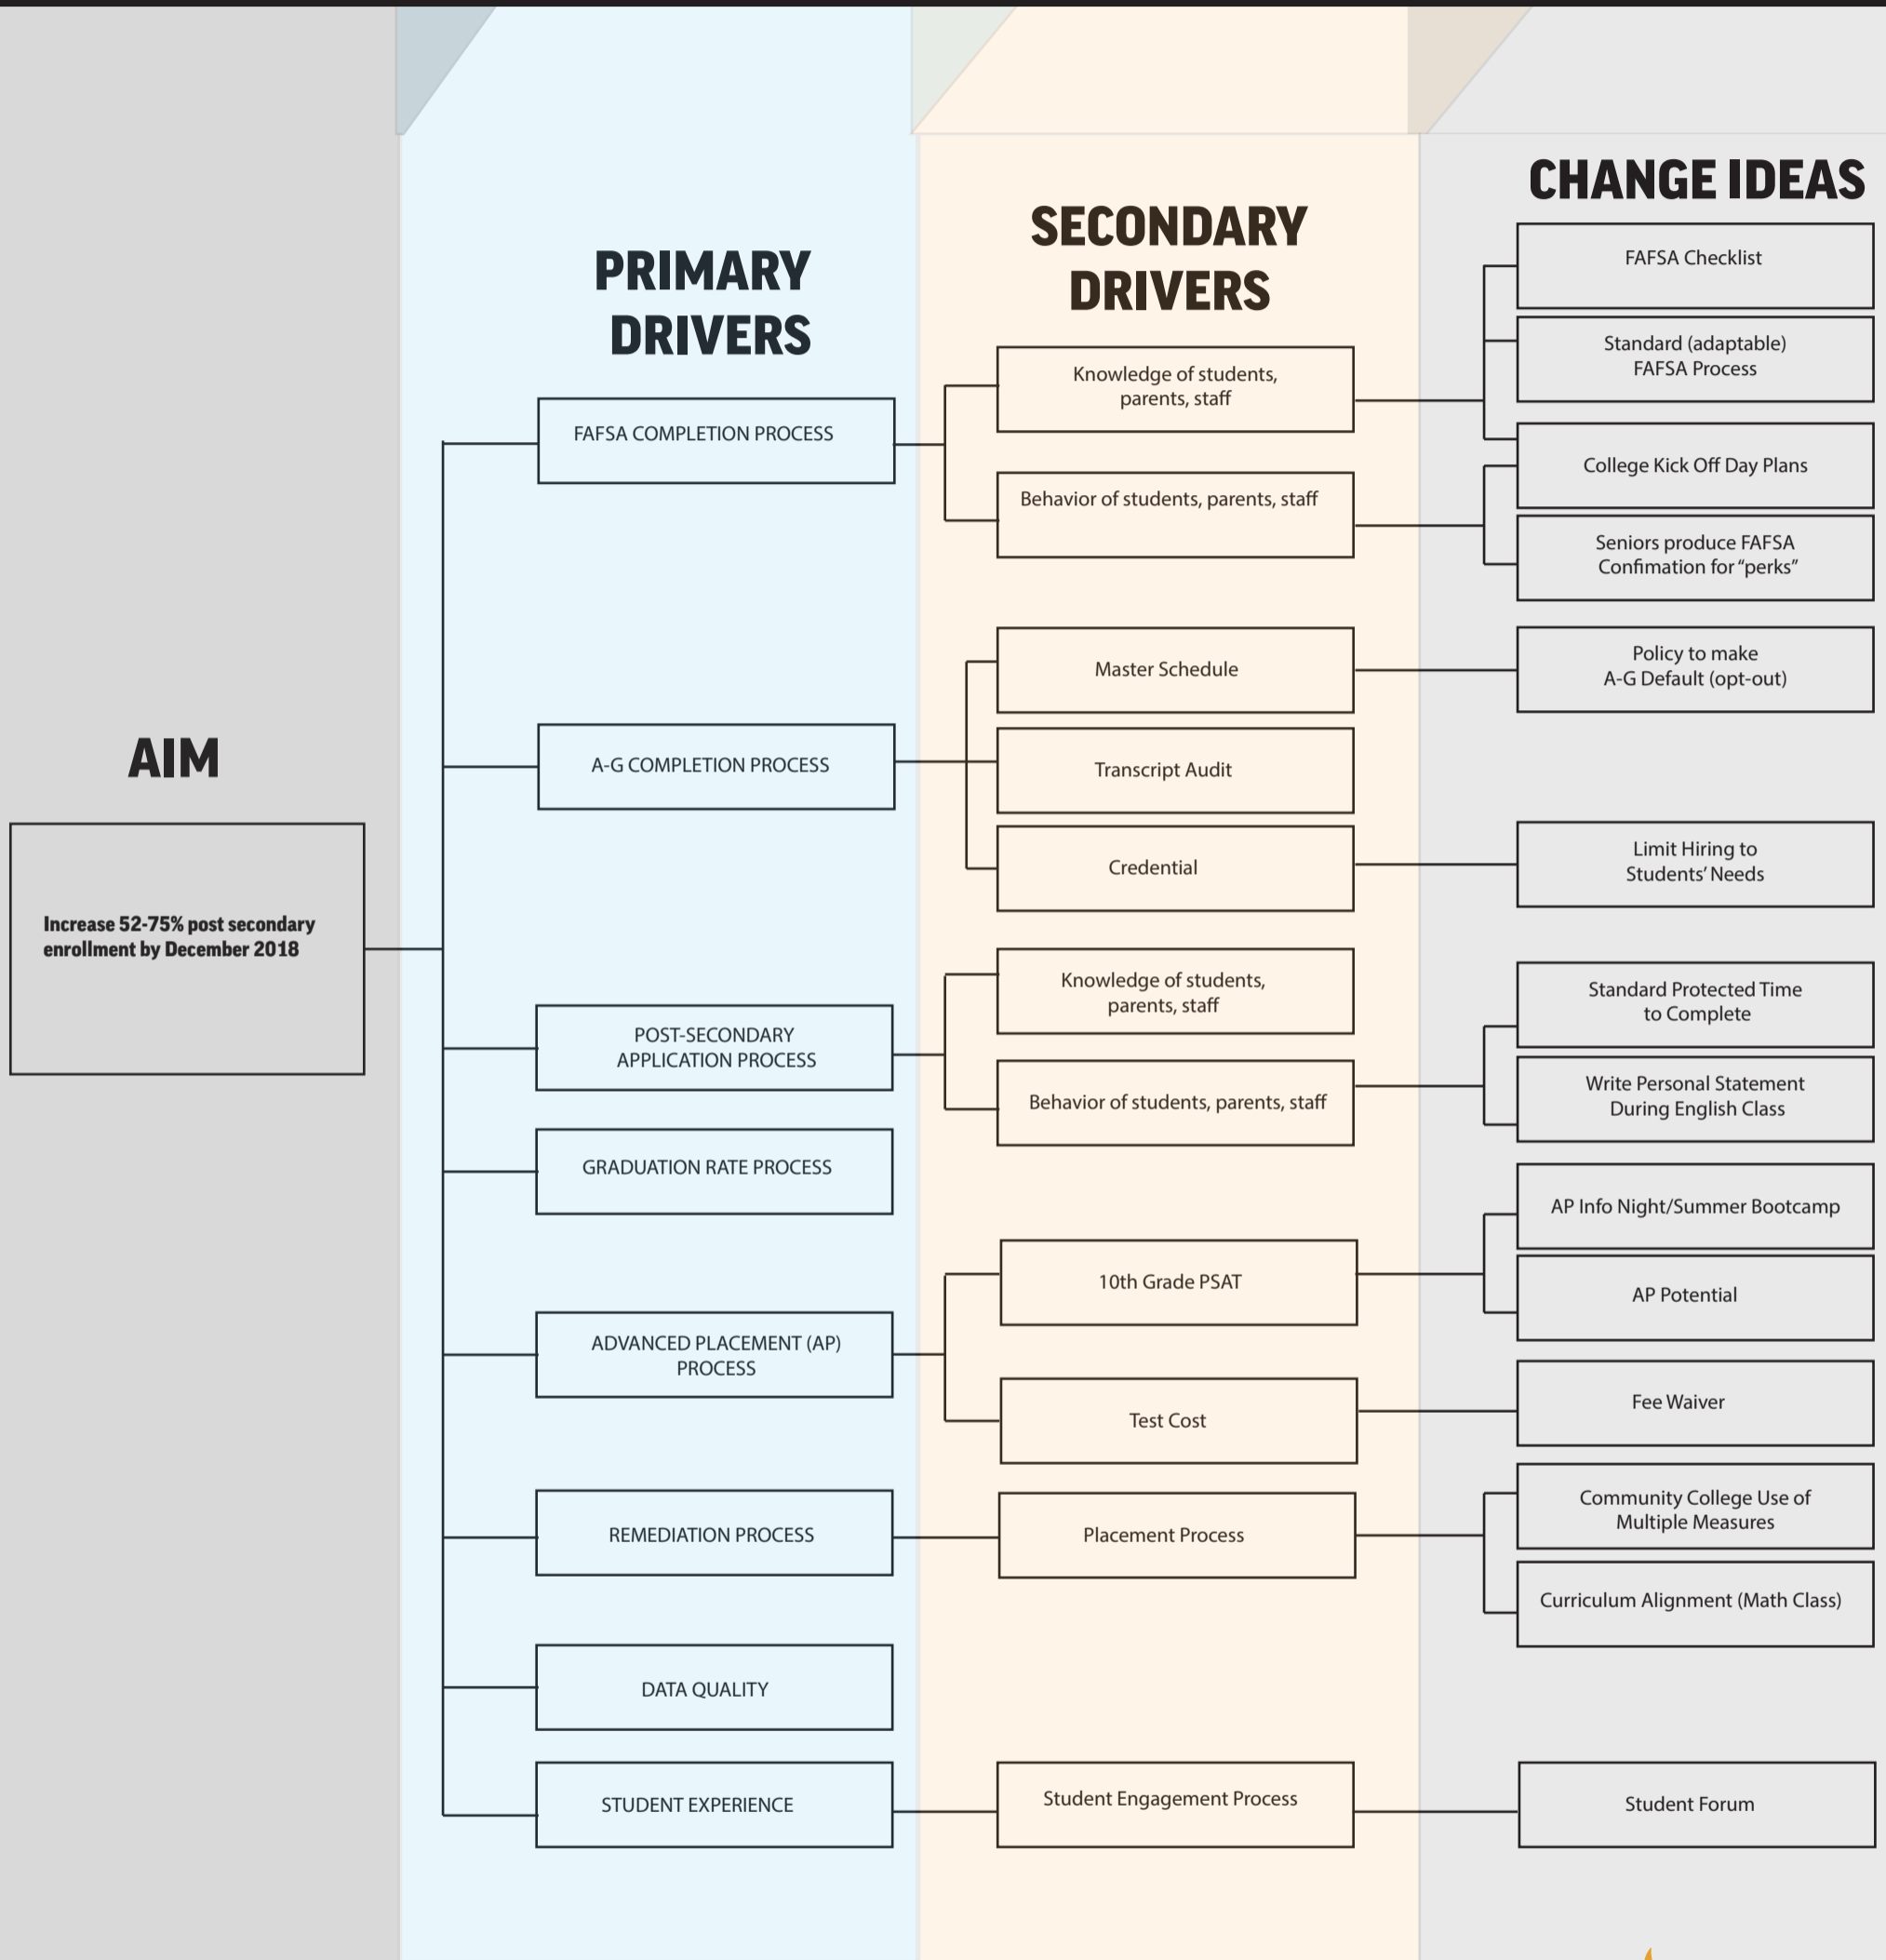 AIM
Increase 52-75% post secondary
enrollment by December 2018
PRIMARY
DRIVERS
FAFSA COMPLETION PROCESS
A-G COMPLETION PROCESS
POST-SECONDARY
APPLICATION PROCESS
GRADUATION RATE PROCESS
ADVANCED PLACEMENT (AP)
PROCESS
REMEDIATION PROCESS
DATA QUALITY
STUDENT EXPERIENCE
SECONDARY
DRIVERS
Knowledge of students,
parents, staff
Behavior of students, parents, staff
Master Schedule
Transcript Audit
Credential
Knowledge of students,
parents, staff
Behavior of students, parents, staff
10th Grade PSAT
Test Cost
Placement Process
Student Engagement Process
CHANGE IDEAS
FAFSA Checklist
Standard (adaptable)
FAFSA Process
College Kick Off Day Plans
Seniors produce FAFSA
Confimation for “perks”
Policy to make
A-G Default (opt-out)
Limit Hiring to
Students’ Needs
Standard Protected Time
to Complete
Write Personal Statement
During English Class
AP Info Night/Summer Bootcamp
AP Potential
Fee Waiver
Community College Use of
Multiple Measures
Curriculum Alignment (Math Class)
Student Forum